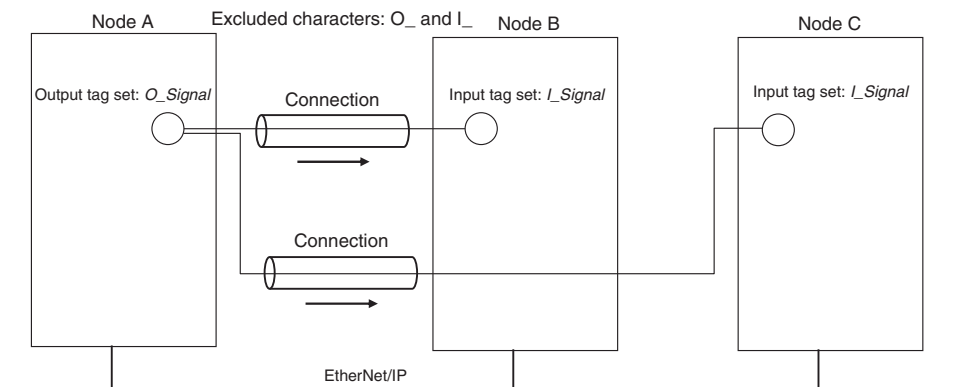 Node A
Excluded characters: O_ and I_
Node B
Node C
Output tag set: O_Signal
Connection
Input tag set: I_Signal
Input tag set: I_Signal
Connection
EtherNet/IP